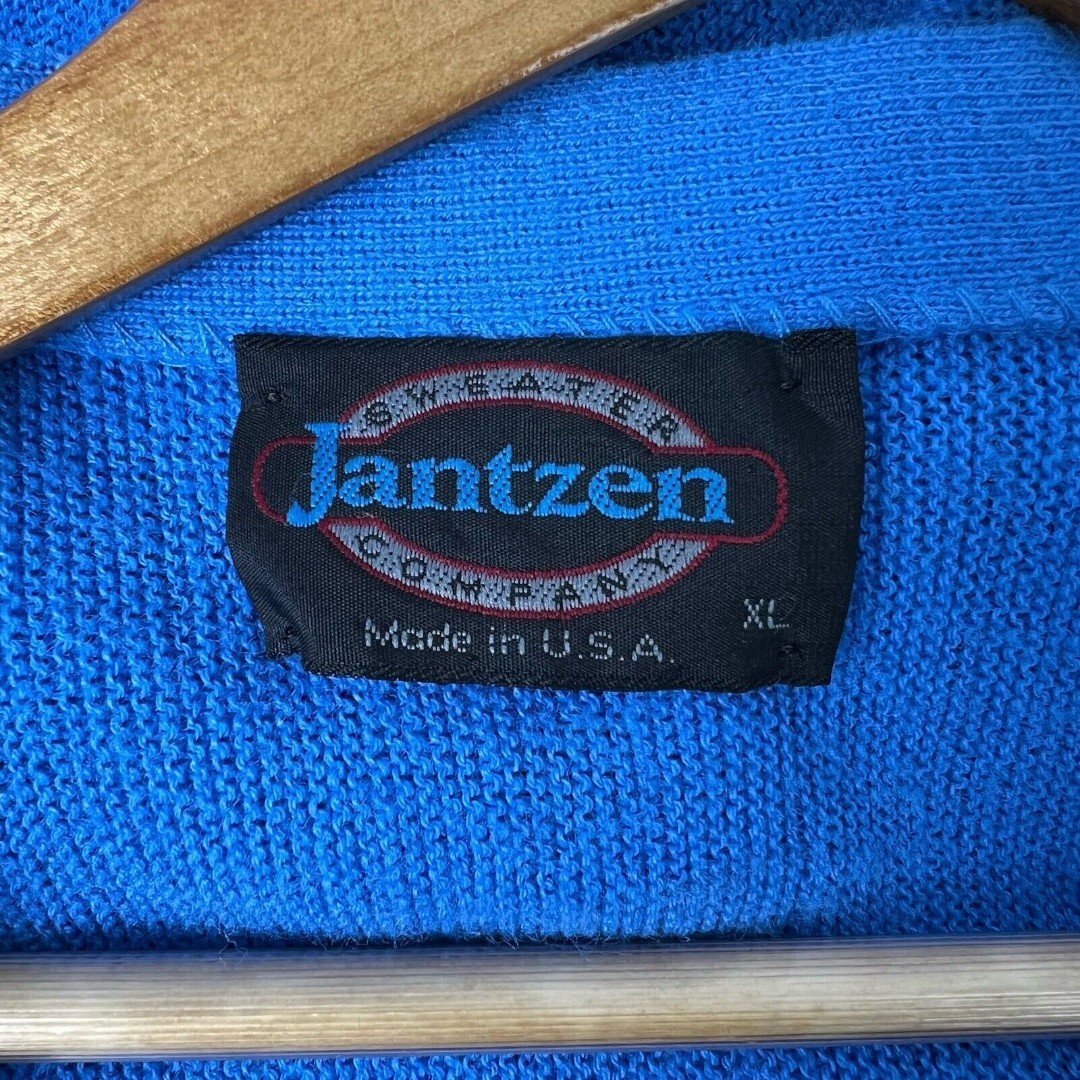 SWEATER
Jantzen
COMPANY
XL
Made in U.S.A.